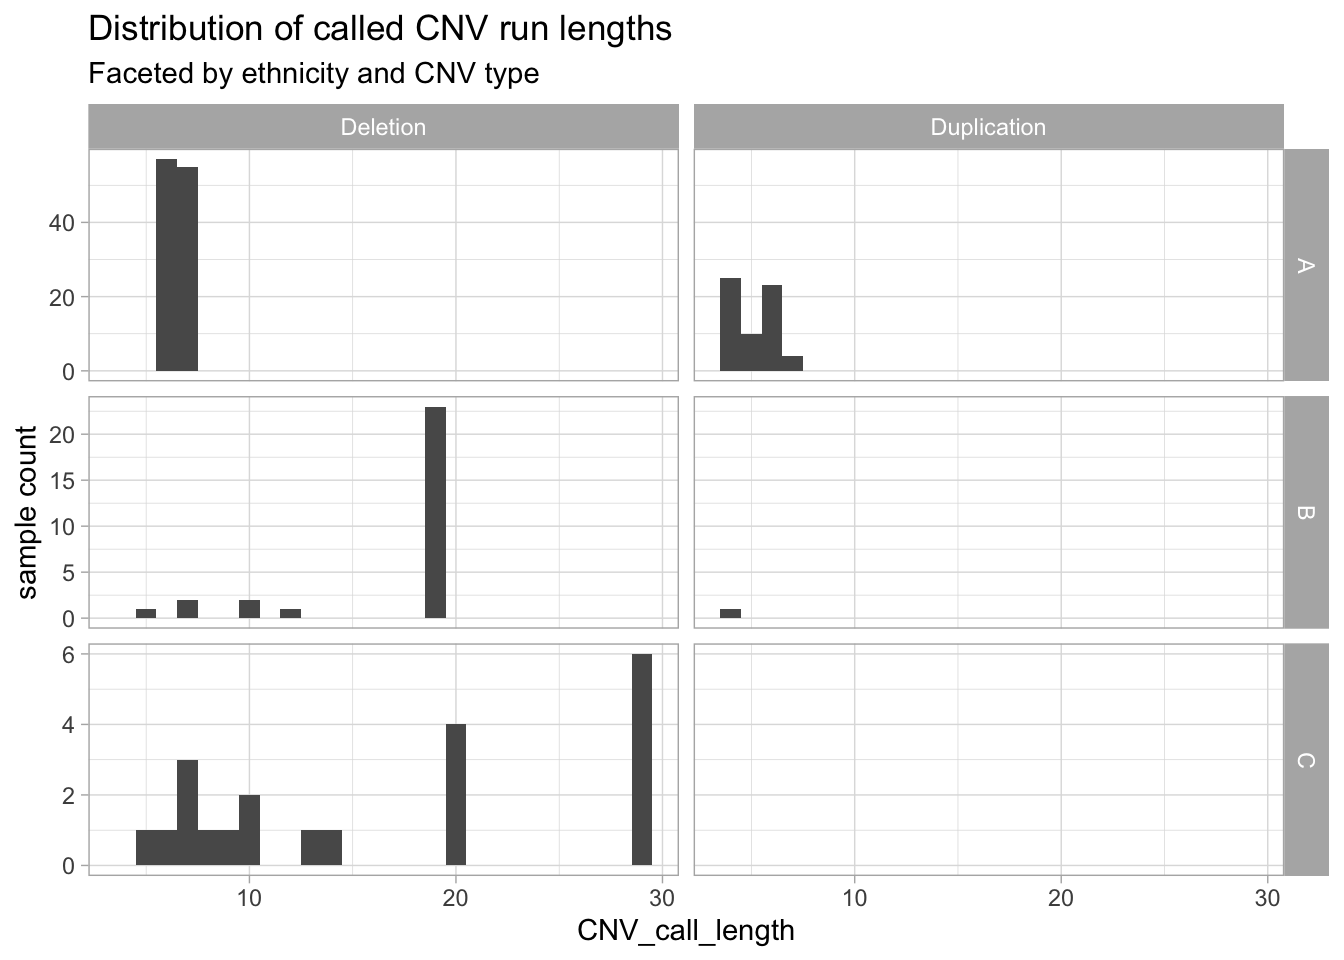 Distribution of called CNV run lengths
Faceted by ethnicity and CNV type
Deletion
Duplication
40
20
0
A
sample count
20
15
10
5
0
B
6
4
2
0
C
10
20
30
10
20
30
CNV_call_length